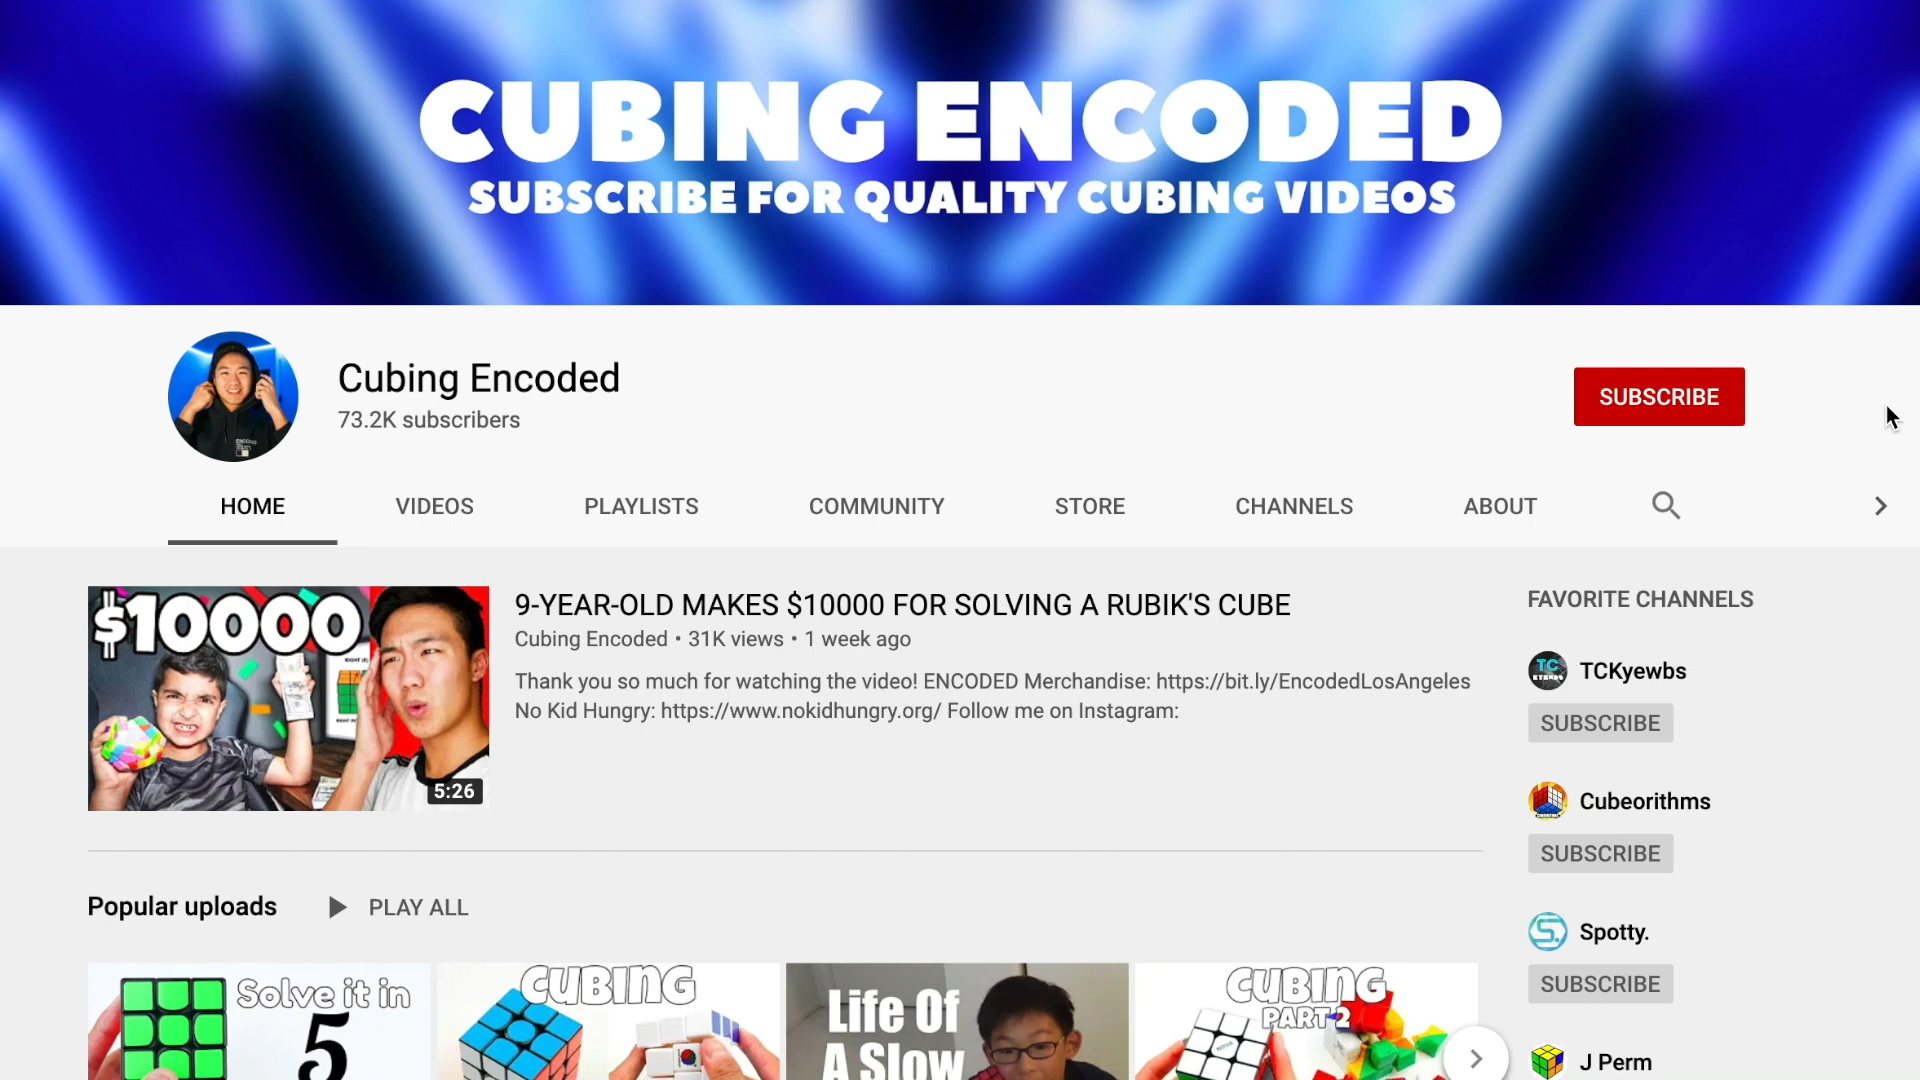 CUBING ENCODED
SUBSCRIBE FOR QUALITY CUBING VIDEOS
Cubing Encoded
73.2K subscribers
SUBSCRIBE
HOME VIDEOS PLAYLISTS COMMUNITY STORE CHANNELS ABOUT
$10000
RIGHT (R)
5:26
9-YEAR-OLD MAKES $10000 FOR SOLVING A RUBIK'S CUBE
Cubing Encoded • 31K views • 1 week ago
Thank you so much for watching the video! ENCODED Merchandise: https://bit.ly/EncodedLosAngeles
No Kid Hungry: https://www.nokidhungry.org/ Follow me on Instagram:
FAVORITE CHANNELS
TCKyewbs
SUBSCRIBE
Cubeorithms
SUBSCRIBE
Spotty.
SUBSCRIBE
J Perm
Popular uploads PLAY ALL
Solve it in
5
CUBING
Life Of
A Slow
CUBING
PART 2